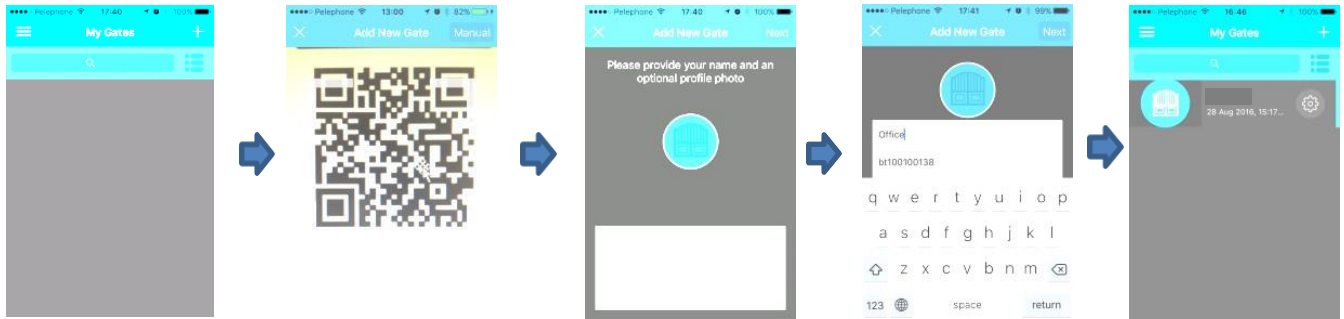 Pelephone 17:40 100%
My Gates +
Pelephone 13:00 82%
Add New Gate Manual
Pelephone 17:40 100%
Add New Gate Next
Please provide your name and an
optional profile photo
Pelephone 17:41 99%
Add New Gate Next
Office
bt100100138
q w e r t y u i o p
a s d f g h j k l
z x c v b n m
123 space return
Pelephone 16:46 100%
My Gates +
28 Aug 2016, 15:17...